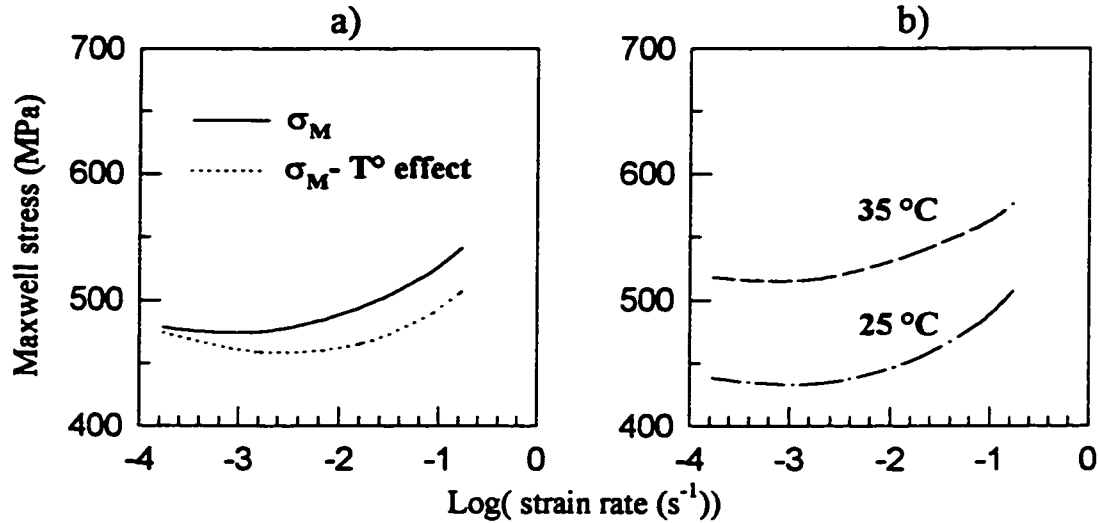 a)
b)
Maxwell stress (MPa)
700
600
500
400
σM
σM- T° effect
-4 -3 -2 -1 0
700
600
500
400
35 °C
25 °C
-4 -3 -2 -1 0
Log( strain rate (s⁻¹))